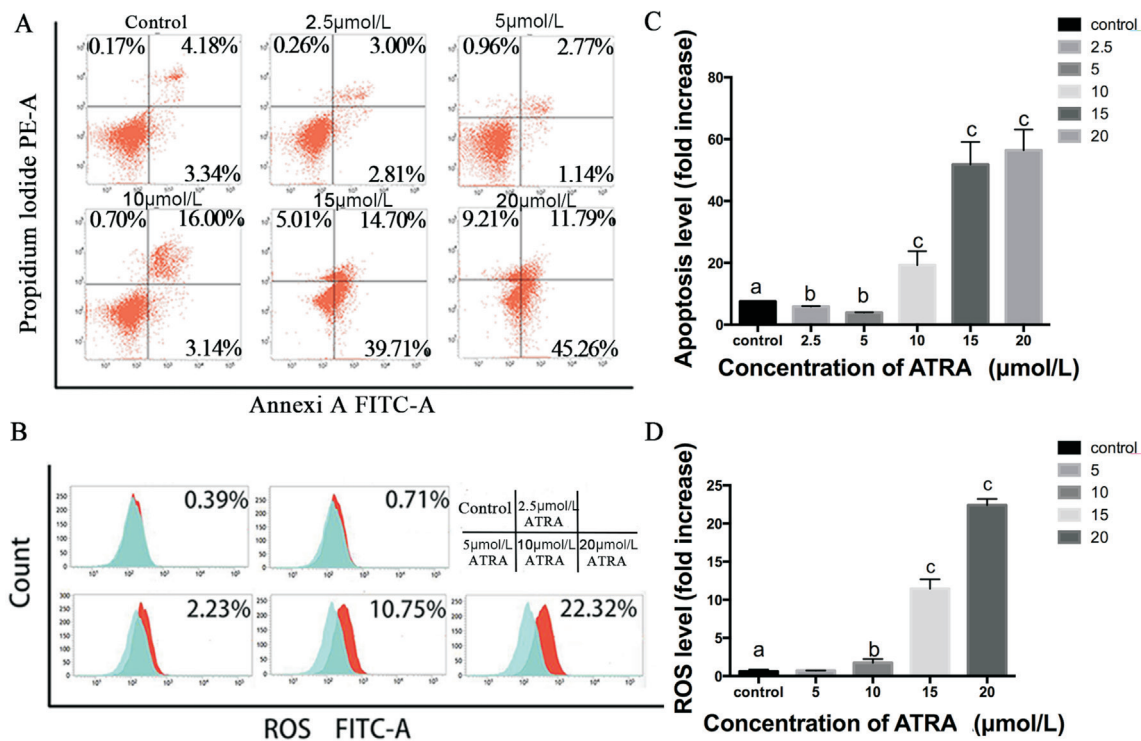 A
Control
2.5μmol/L
5μmol/L
0.17% 4.18%
0.26% 3.00%
0.96% 2.77%
3.34%
2.81%
1.14%
10μmol/L
15μmol/L
20μmol/L
0.70% 16.00%
5.01% 14.70%
9.21% 11.79%
3.14%
39.71%
45.26%
Propidium Iodide PE-A
Annexi A FITC-A
B
0.39%
0.71%
2.23%
10.75%
22.32%
Control
2.5μmol/L
ATRA
5μmol/L
ATRA
10μmol/L
ATRA
20μmol/L
ATRA
Count
ROS FITC-A
C
Apoptosis level (fold increase)
80
60
40
20
0
a
b
b
c
c
c
control 2.5 5 10 15 20
Concentration of ATRA (μmol/L)
control
2.5
5
10
15
20
D
ROS level (fold increase)
25
20
15
10
5
0
a
b
c
c
control 5 10 15 20
Concentration of ATRA (μmol/L)
control
5
10
15
20